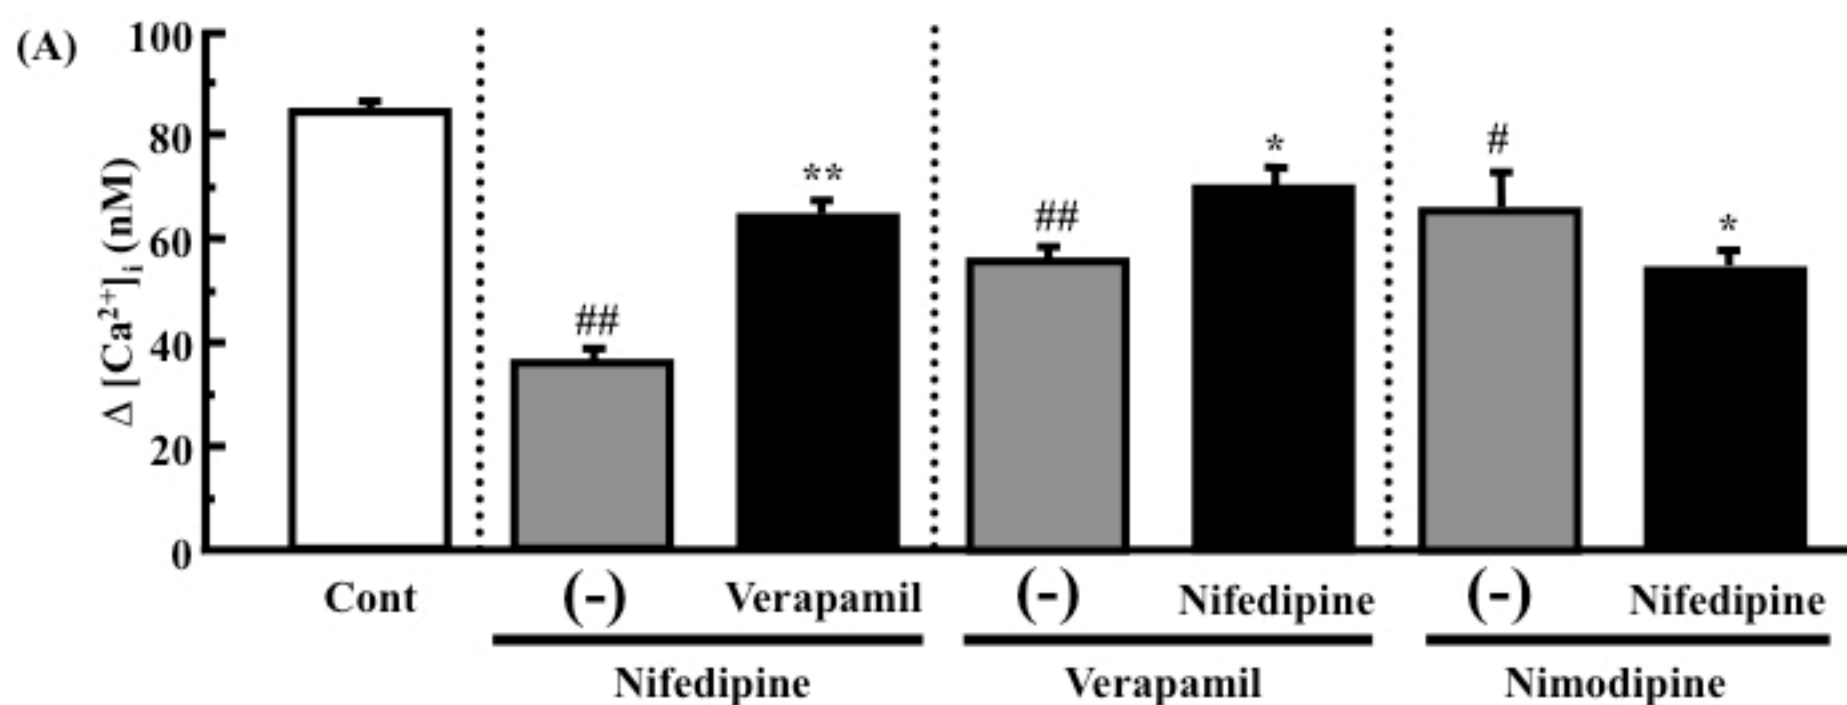 (A)
Δ [Ca²⁺]ᵢ (nM)
100
80
60
40
20
0
##
**
##
*
#
*
Cont
(-)
Verapamil
(-)
Nifedipine
(-)
Nifedipine
Nifedipine
Verapamil
Nimodipine